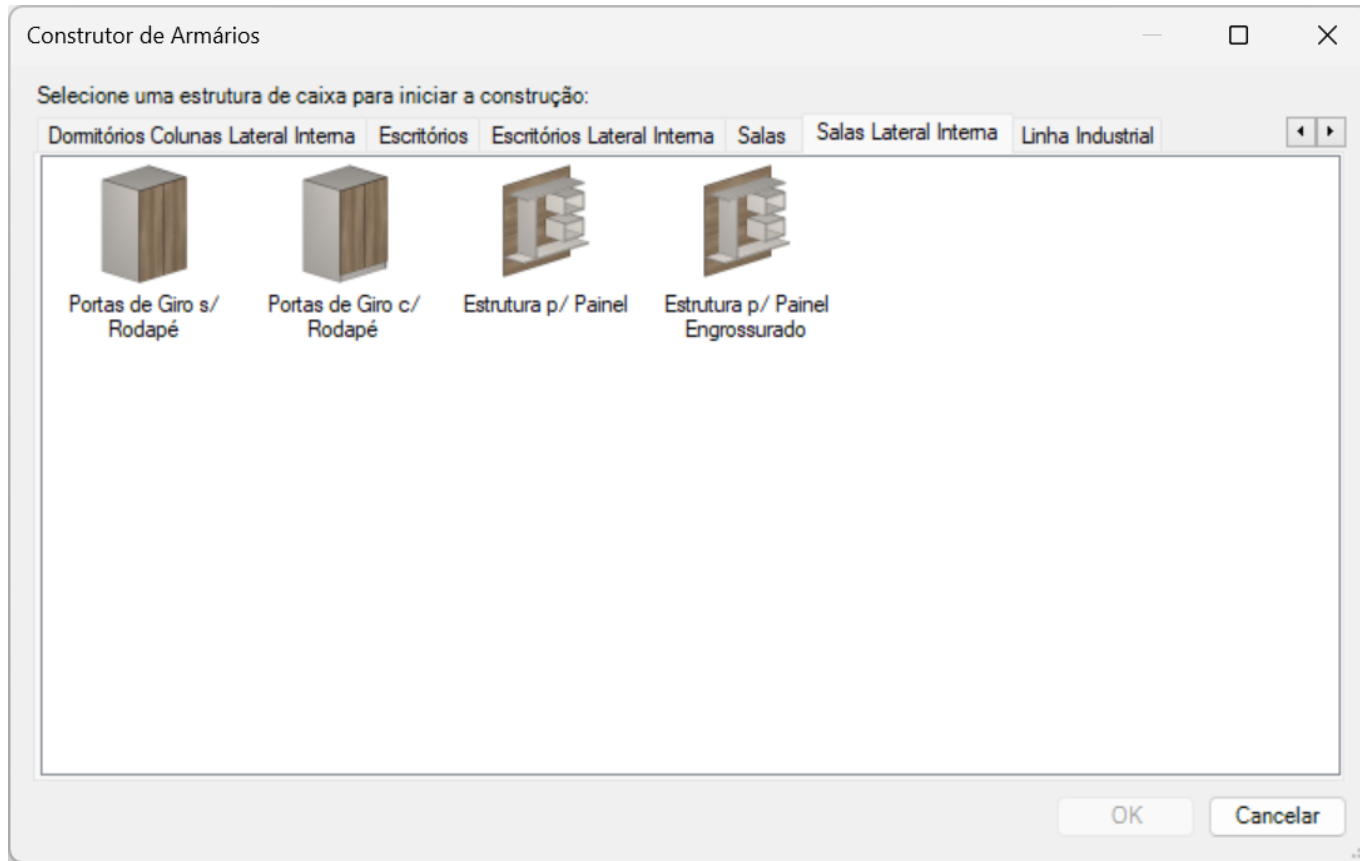 Construtor de Armários
Selecione uma estrutura de caixa para iniciar a construção:
Dormitórios Colunas Lateral Interna Escritórios Escritórios Lateral Interna Salas Salas Lateral Interna Linha Industrial
Portas de Giro s/
Rodapé
Portas de Giro c/
Rodapé
Estrutura p/ Painel
Estrutura p/ Painel
Engrossurado
OK Cancelar